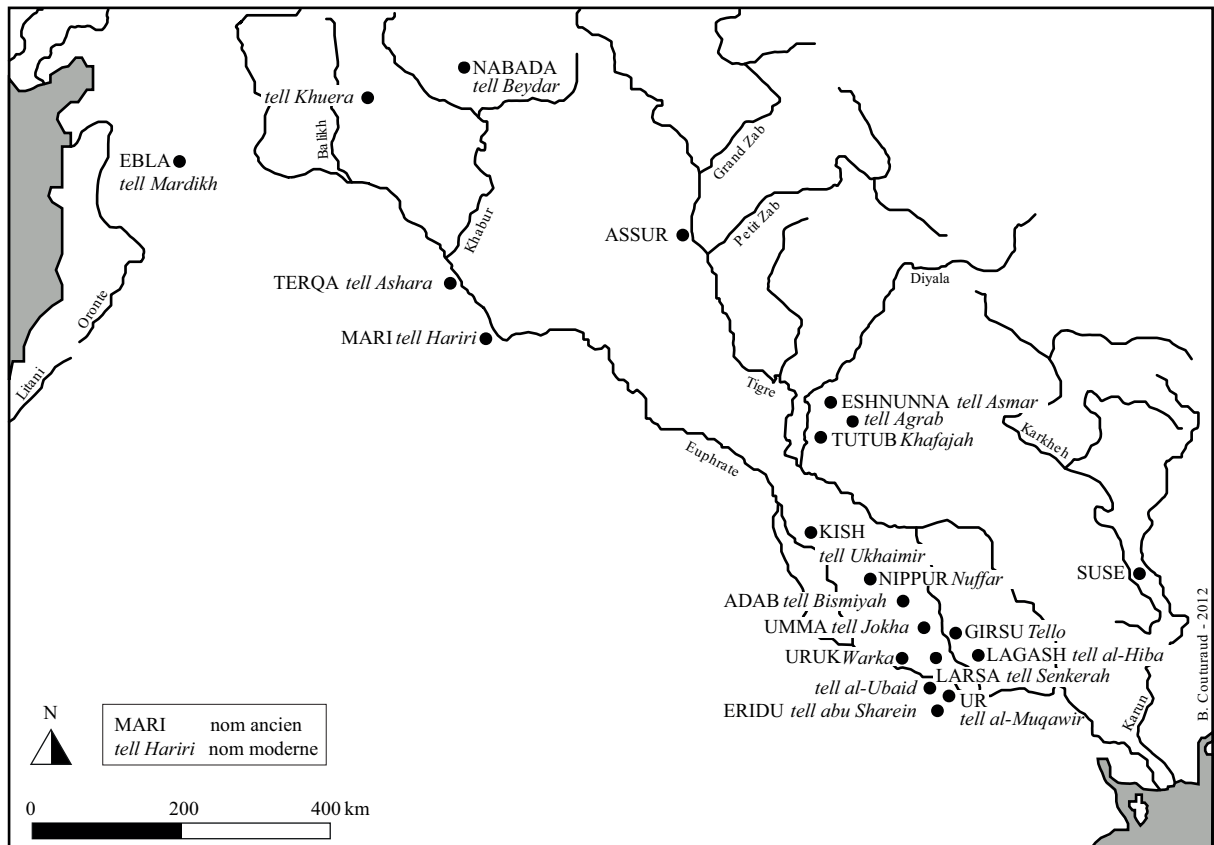 NABADA
tell Beydar
tell Khuera
Balikh
Grand Zab
EBLA
tell Mardikh
Petit Zab
Khabur
ASSUR
Diyala
TERQA tell Ashara
Oronte
MARI tell Hariri
Litani
Tigre
ESHNUNNA tell Asmar
tell Agrab
TUTUB Khafajah
Karkheh
Euphrate
KISH
tell Ukhaimir
SUSE
NIPPUR Nuffar
ADAB tell Bismiyah
UMMA tell Jokha
GIRSU Tello
URUK Warka
LAGASH tell al-Hiba
LARSA tell Senkerah
tell al-Ubaid
UR
ERIDU tell abu Sharein
tell al-Muqawir
Karun
B. Couturaud - 2012
N
MARI nom ancien
tell Hariri nom moderne
0 200 400 km